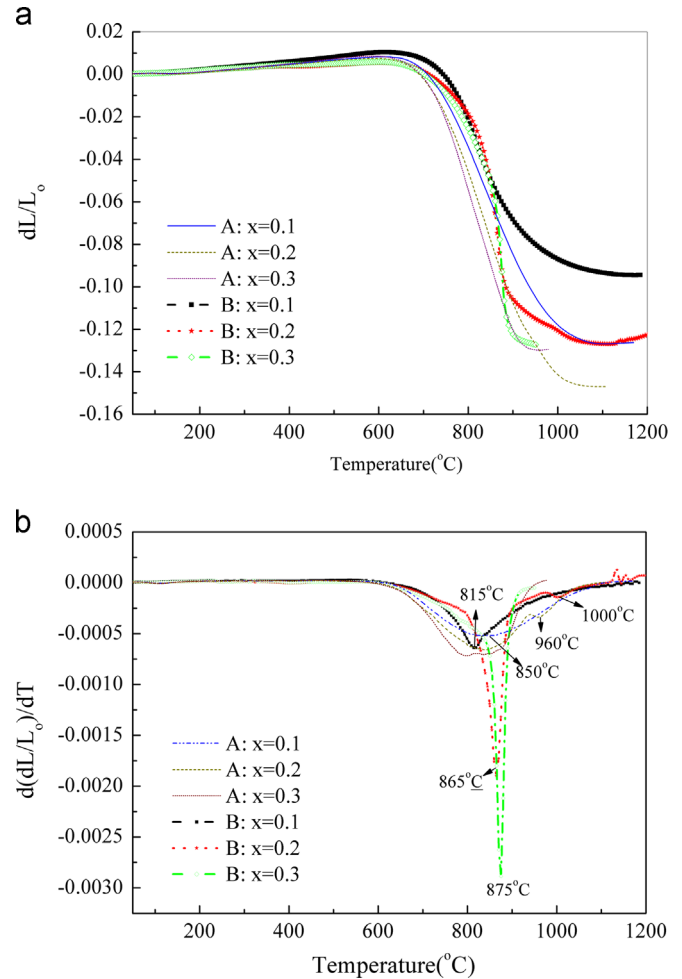 a
0.02
0.00
-0.02
-0.04
-0.06
-0.08
-0.10
-0.12
-0.14
-0.16
dL/Lo
A: x=0.1
A: x=0.2
A: x=0.3
B: x=0.1
B: x=0.2
B: x=0.3
200 400 600 800 1000 1200
Temperature(°C)
b
0.0005
0.0000
-0.0005
-0.0010
-0.0015
-0.0020
-0.0025
-0.0030
d(dL/Lo)/dT
815°C
1000°C
960°C
850°C
865°C
875°C
A: x=0.1
A: x=0.2
A: x=0.3
B: x=0.1
B: x=0.2
B: x=0.3
200 400 600 800 1000 1200
Temperature(°C)